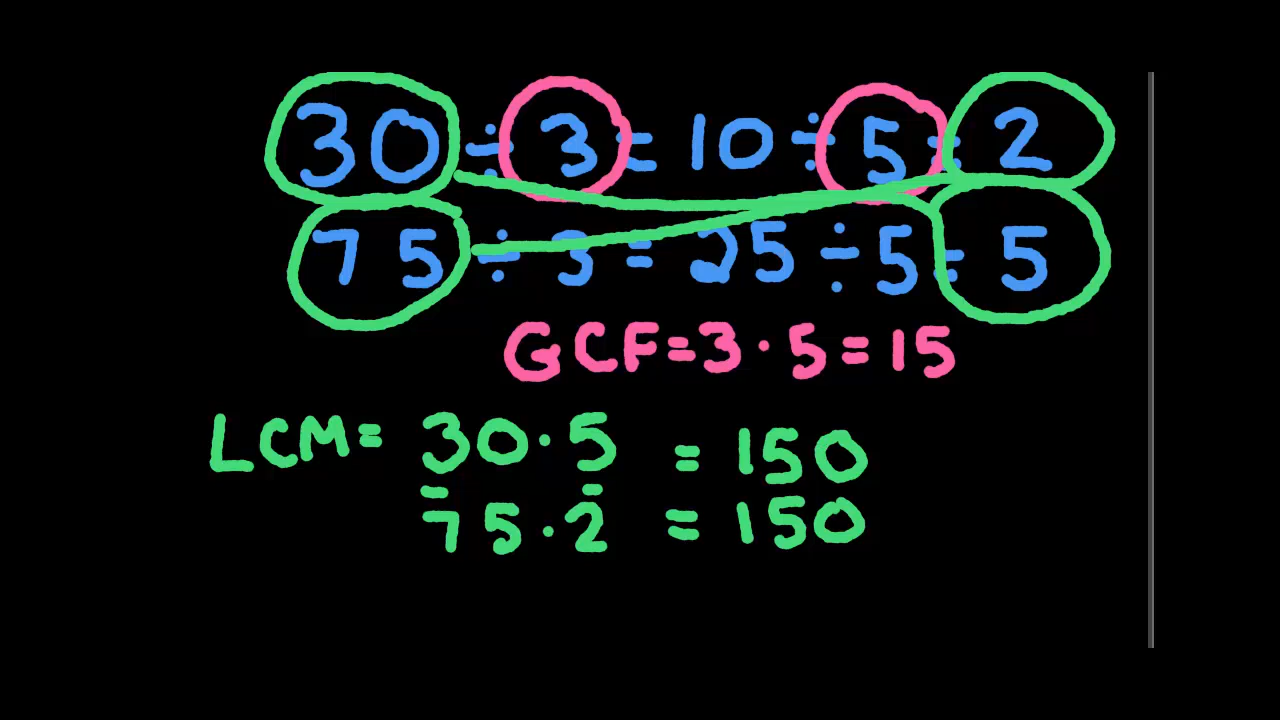 30 ÷ 3 = 10 ÷ 5 = 2
75 ÷ 3 = 25 ÷ 5 = 5
GCF = 3 · 5 = 15
LCM = 30 · 5 = 150
75 · 2 = 150